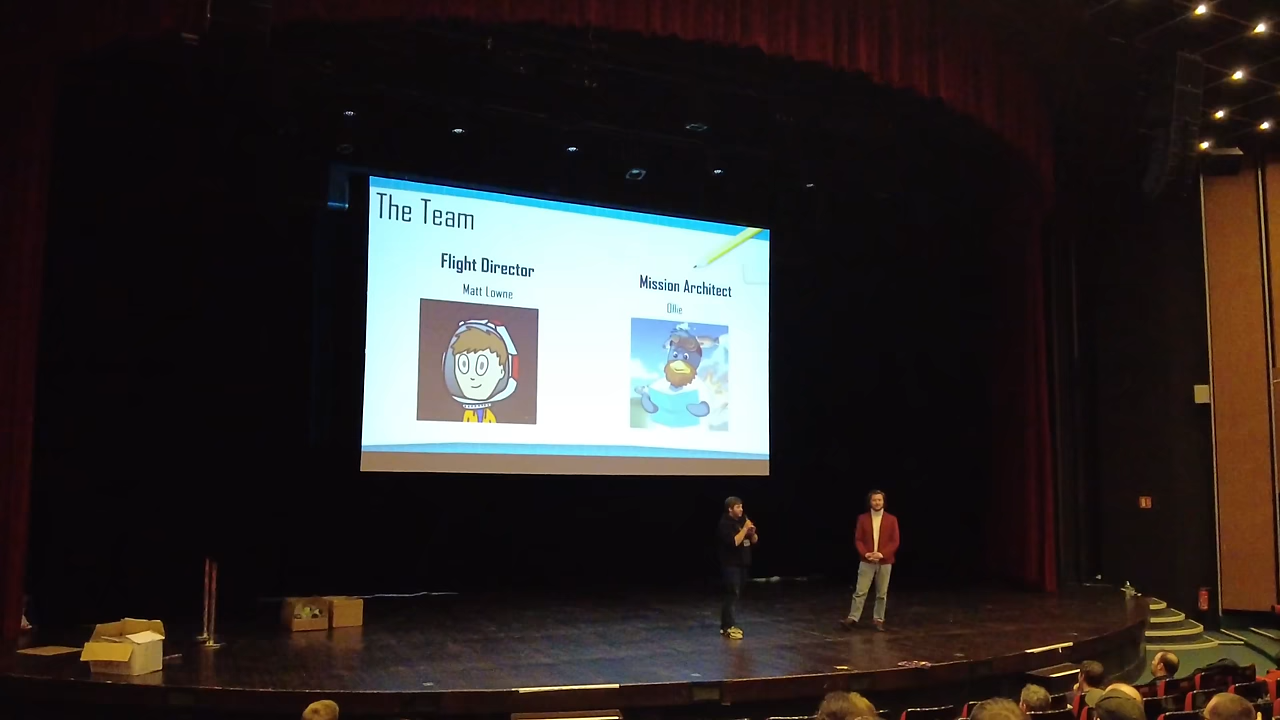 The Team
Flight Director
Matt Lowne
Mission Architect
Ollie